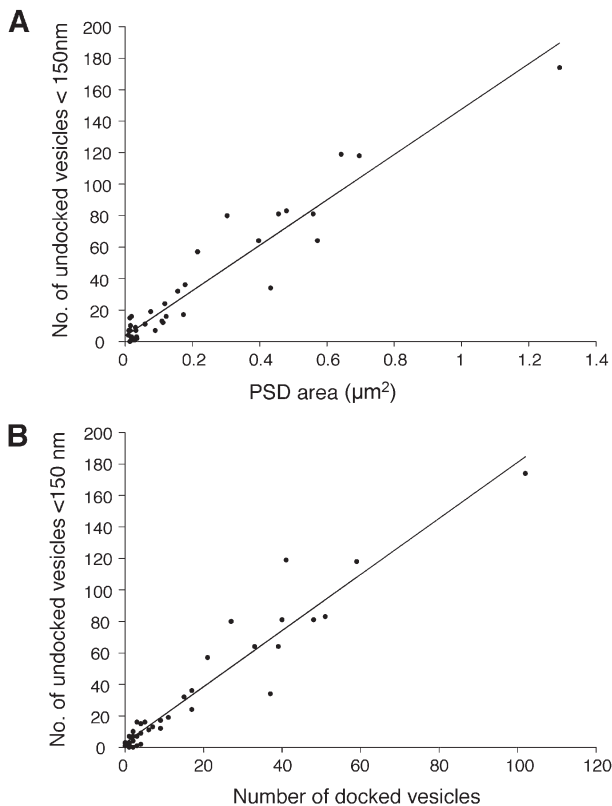 A
No. of undocked vesicles < 150nm
200
180
160
140
120
100
80
60
40
20
0
0 0.2 0.4 0.6 0.8 1 1.2 1.4
PSD area (µm²)
B
No. of undocked vesicles <150 nm
200
180
160
140
120
100
80
60
40
20
0
0 20 40 60 80 100 120
Number of docked vesicles